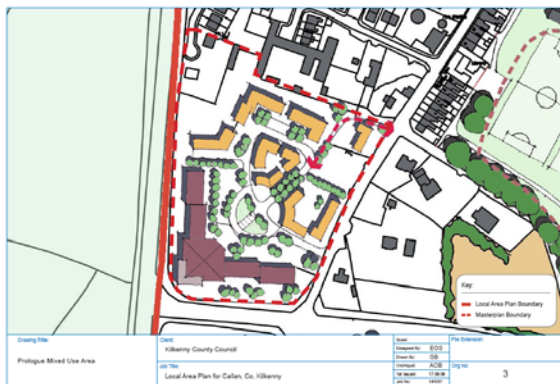 Key:
Local Area Plan Boundary
Masterplan Boundary
Drawing Title:
Prologue Mixed Use Area
Client:
Kilkenny County Council
Job Title:
Local Area Plan for Callan, Co. Kilkenny
Scale:
Designed By: EOS
Drawn By: GB
Checked: AOB
File Extension:
Drg No:
3